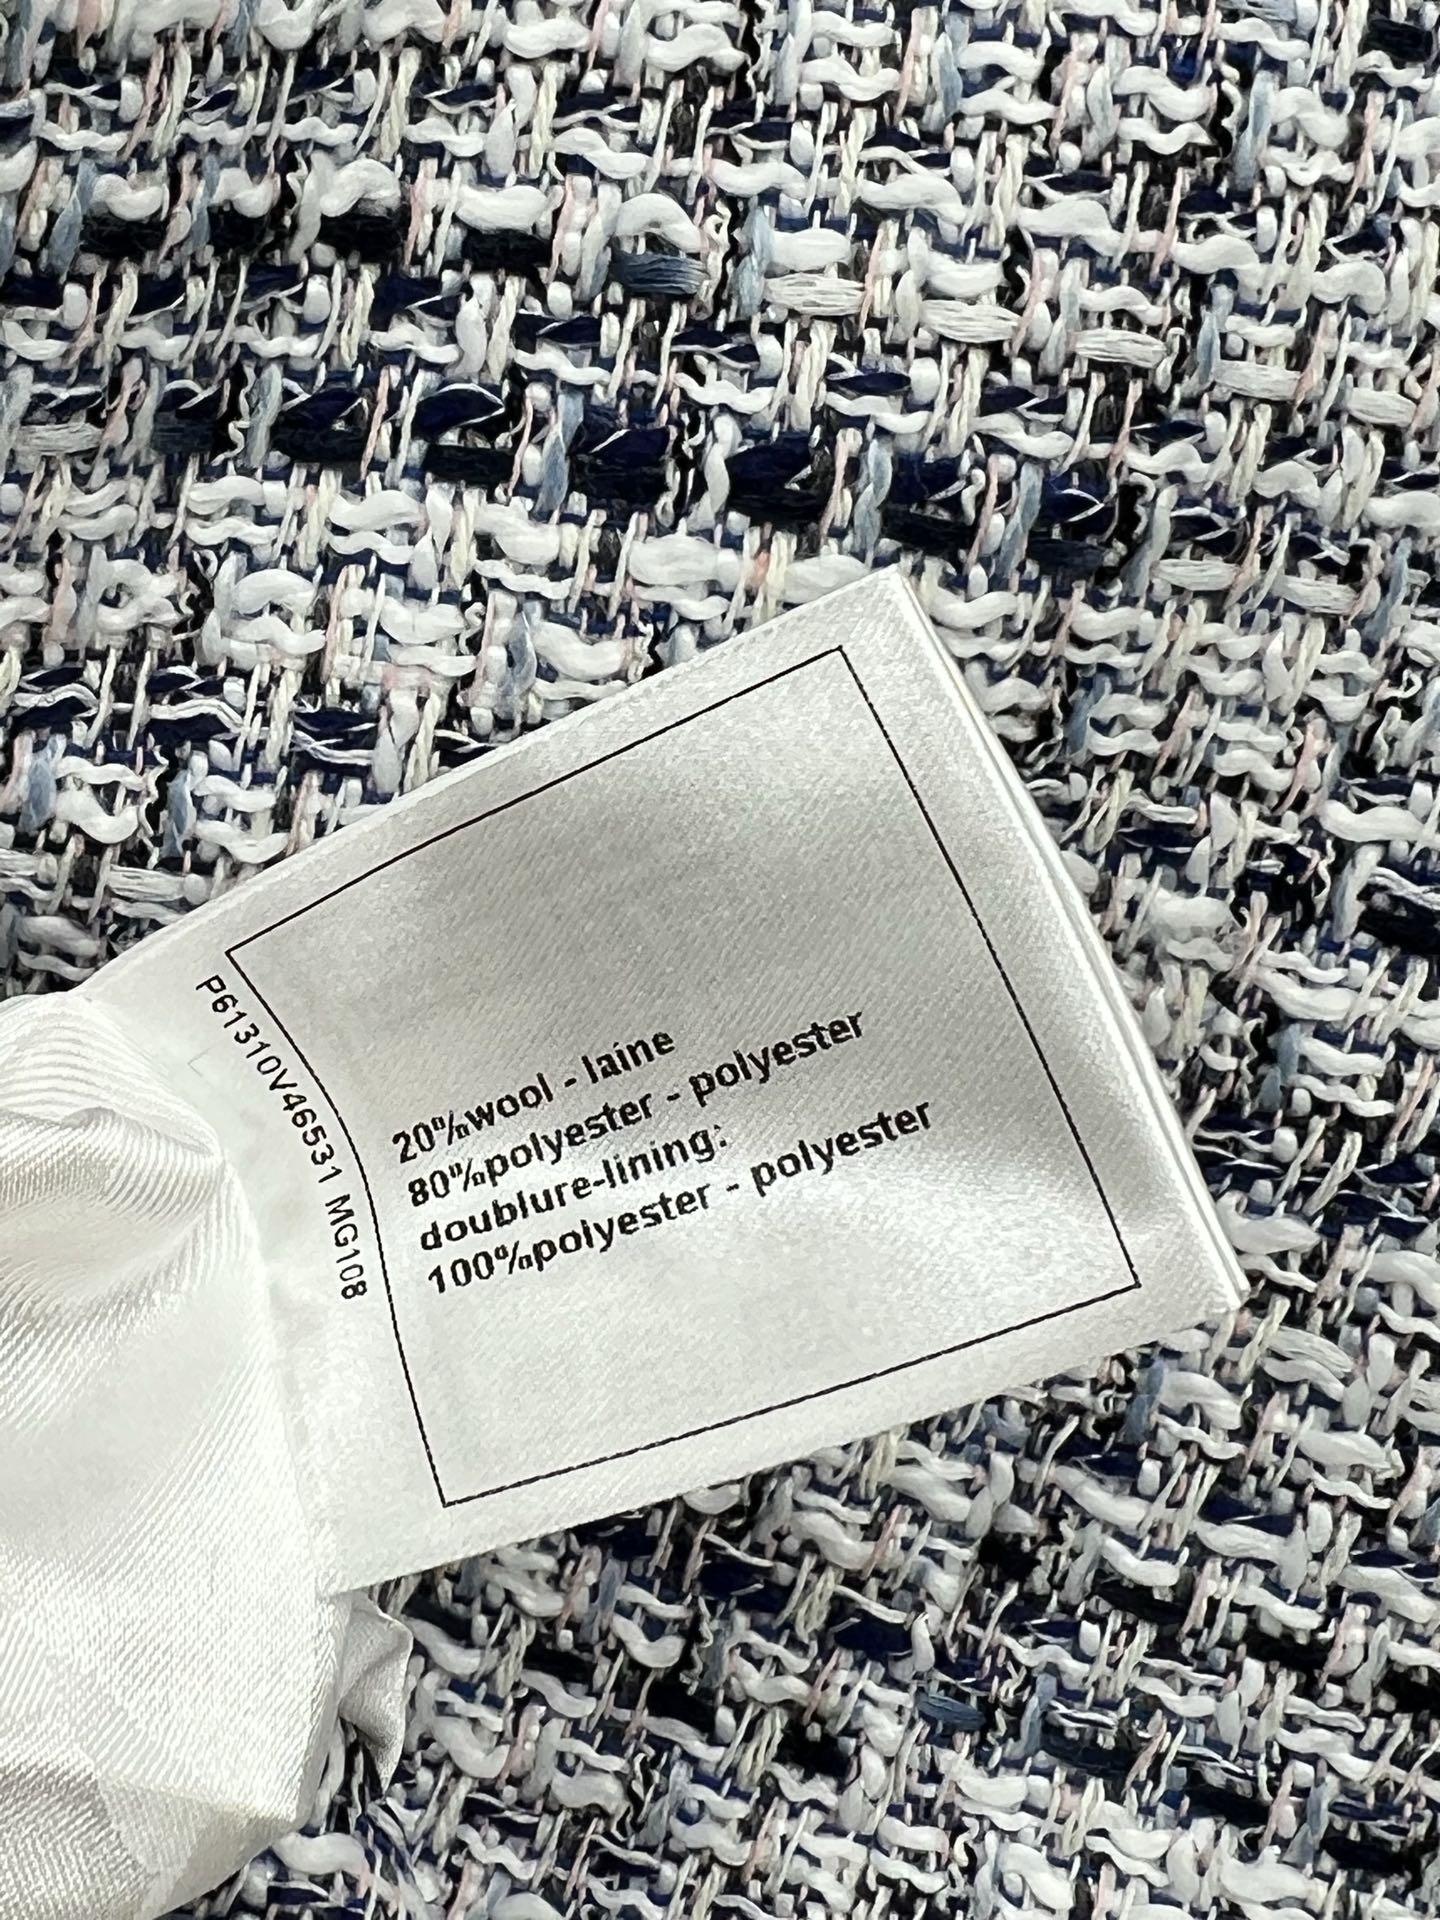 P61310V46531 MG108
20%wool - laine
80%polyester - polyester
doublure-lining:
100%polyester - polyester